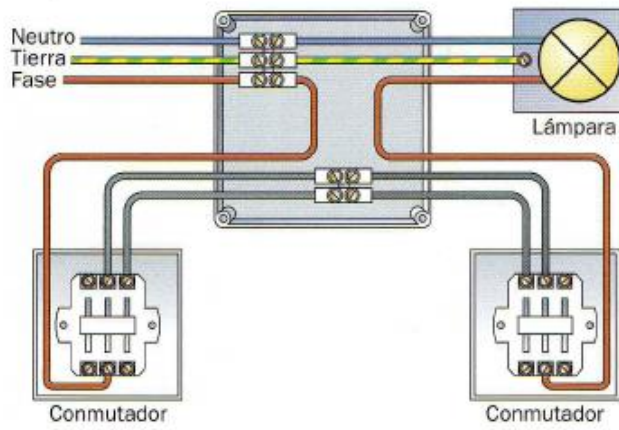 Neutro
Tierra
Fase
Lámpara
Conmutador
Conmutador